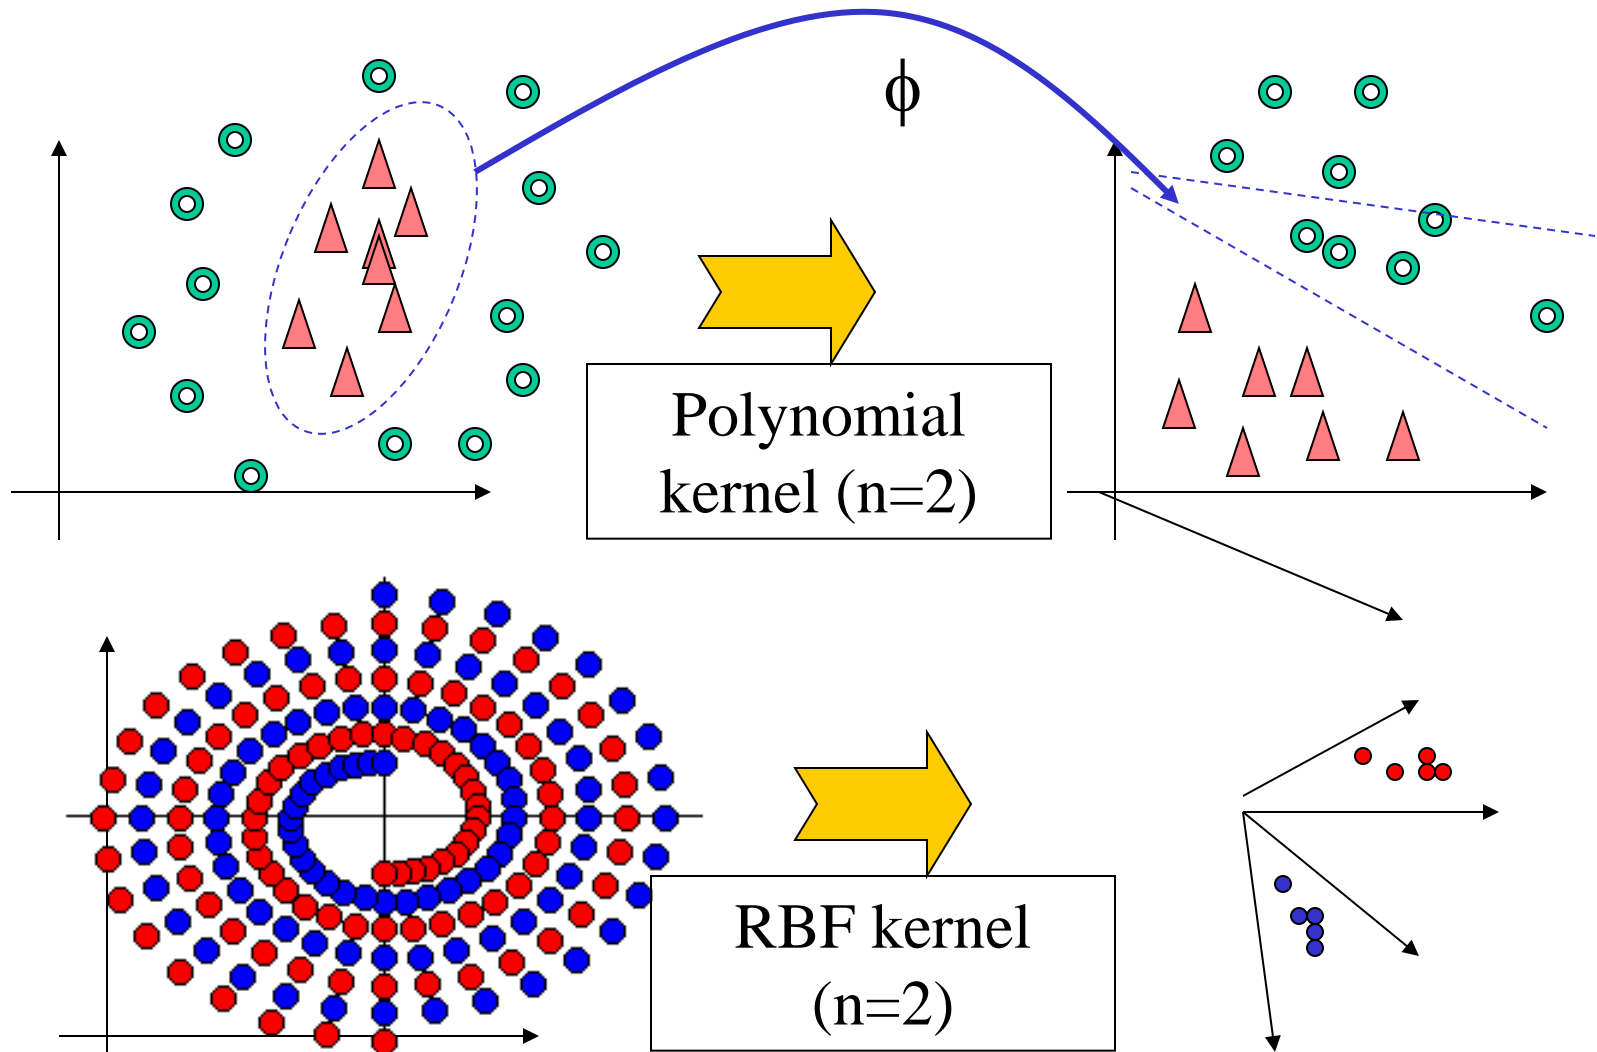 ϕ
Polynomial
kernel (n=2)
RBF kernel
(n=2)